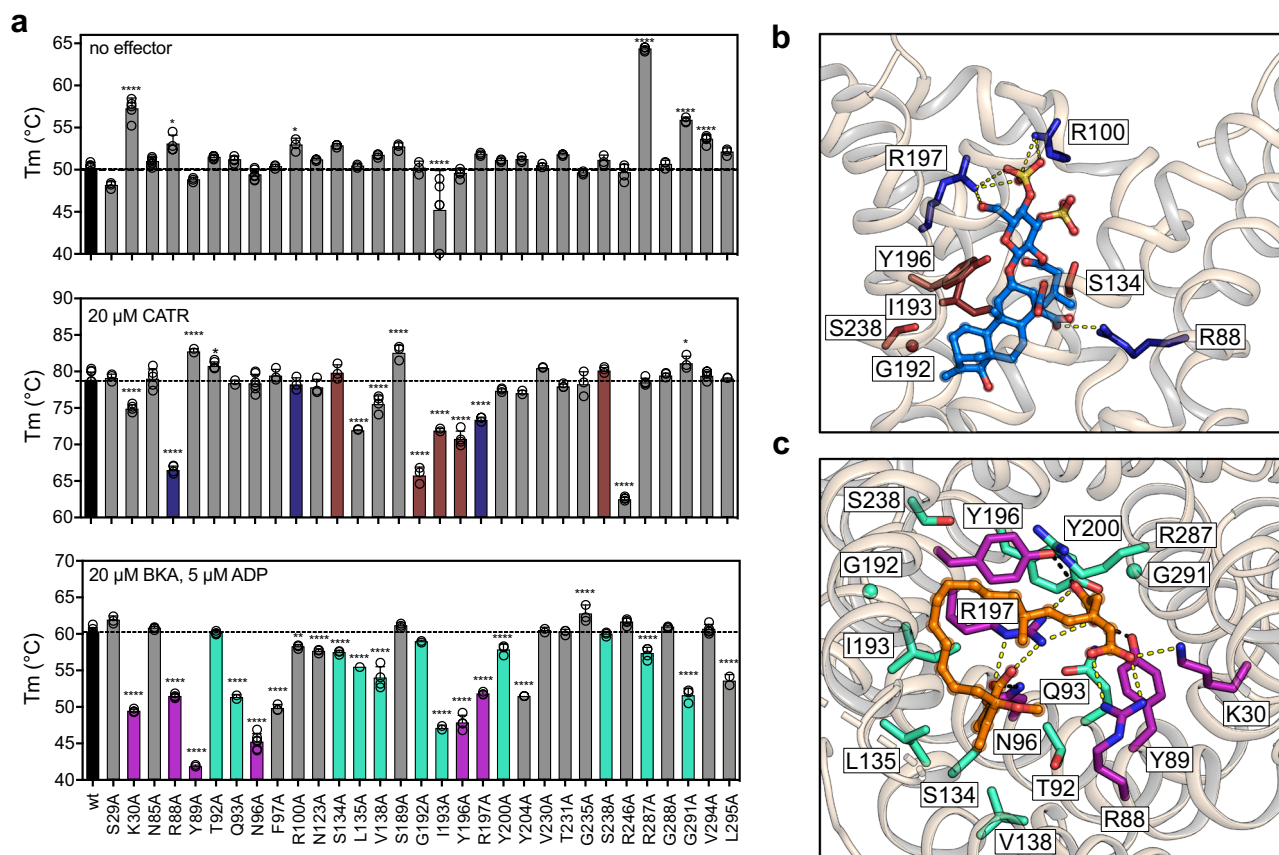 a
no effector
Tm (°C)
65
60
55
50
45
40
****
*
*
****
****
****
****
20 µM CATR
Tm (°C)
90
85
80
75
70
65
60
****
****
****
*
****
****
****
****
****
****
****
****
*
20 µM BKA, 5 µM ADP
Tm (°C)
70
65
60
55
50
45
40
****
****
****
****
****
****
**
****
****
****
****
****
****
****
****
****
****
****
****
****
wt
S29A
K30A
N85A
R88A
Y89A
T92A
Q93A
N96A
F97A
R100A
N123A
S134A
L135A
V138A
S189A
G192A
I193A
Y196A
R197A
Y200A
Y204A
V230A
T231A
G235A
S238A
R246A
R287A
G288A
G291A
V294A
L295A
b
R100
R197
Y196
S134
I193
S238
R88
G192
c
S238
Y196
Y200
R287
G192
G291
R197
I193
Q93
K30
N96
L135
T92
Y89
S134
R88
V138